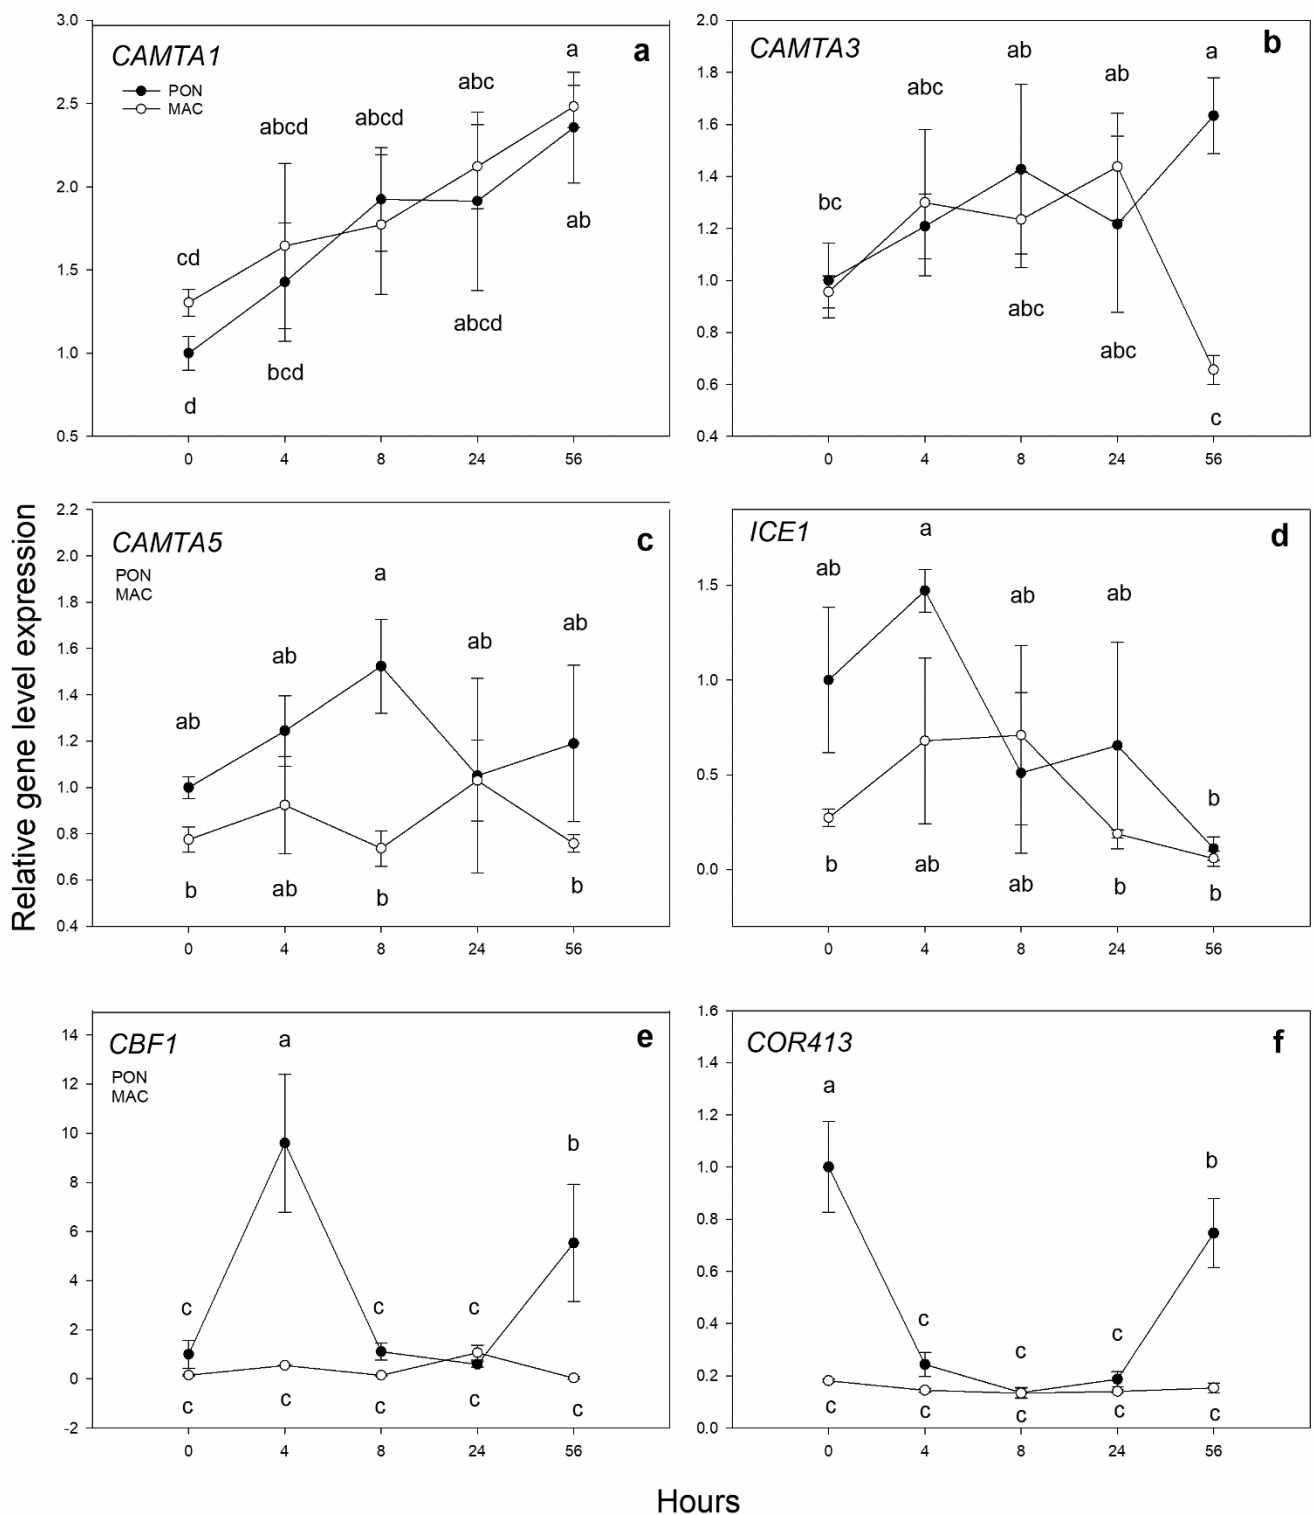 CAMTA1
a
PON
MAC
3.0
2.5
2.0
1.5
1.0
0.5
cd
abcd
abcd
abc
a
d
bcd
abcd
ab
0
4
8
24
56
CAMTA3
b
2.0
1.8
1.6
1.4
1.2
1.0
0.8
0.6
0.4
bc
abc
ab
ab
a
abc
abc
c
0
4
8
24
56
Relative gene level expression
CAMTA5
c
PON
MAC
2.2
2.0
1.8
1.6
1.4
1.2
1.0
0.8
0.6
0.4
ab
ab
a
ab
ab
b
ab
b
b
0
4
8
24
56
ICE1
d
1.5
1.0
0.5
0.0
ab
a
ab
ab
b
b
ab
ab
b
b
0
4
8
24
56
CBF1
e
PON
MAC
14
12
10
8
6
4
2
0
-2
c
a
c
c
b
c
c
c
c
c
0
4
8
24
56
COR413
f
1.6
1.4
1.2
1.0
0.8
0.6
0.4
0.2
0.0
a
c
c
c
b
c
c
c
c
c
0
4
8
24
56
Hours